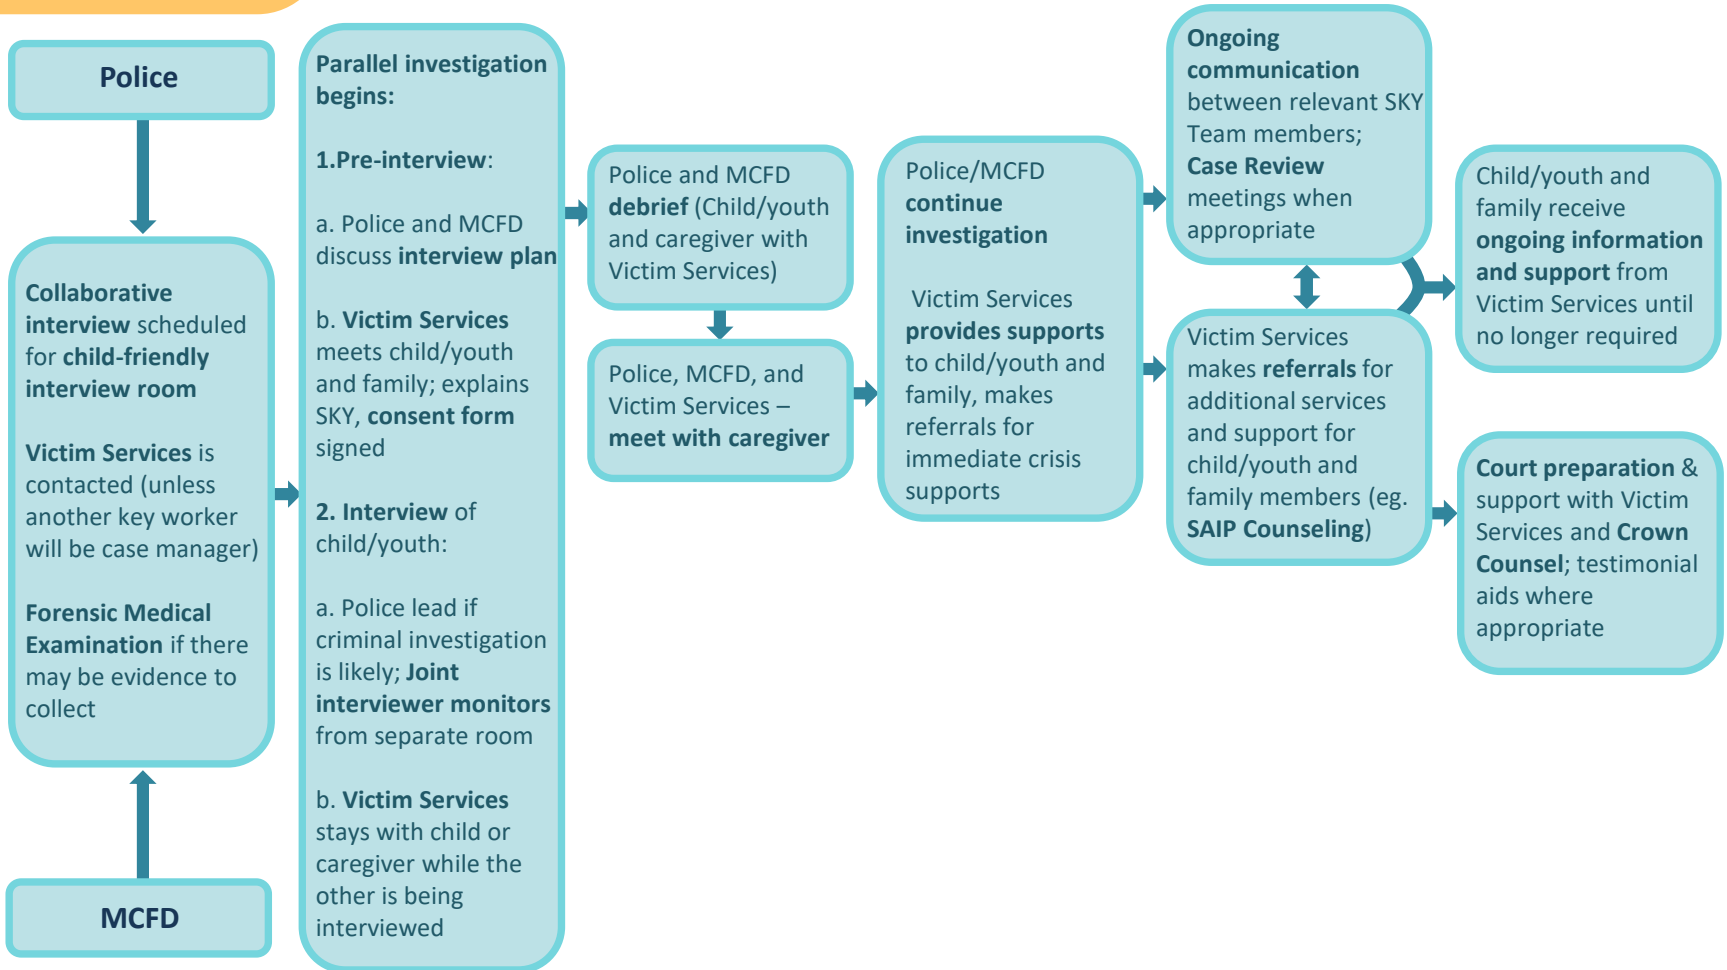 Police
Collaborative
interview scheduled
for child-friendly
interview room
Victim Services is
contacted (unless
another key worker
will be case manager)
Forensic Medical
Examination if there
may be evidence to
collect
MCFD
Parallel investigation
begins:
1.Pre-interview:
a. Police and MCFD
discuss interview plan
b. Victim Services
meets child/youth
and family; explains
SKY, consent form
signed
2. Interview of
child/youth:
a. Police lead if
criminal investigation
is likely; Joint
interviewer monitors
from separate room
b. Victim Services
stays with child or
caregiver while the
other is being
interviewed
Police and MCFD
debrief (Child/youth
and caregiver with
Victim Services)
Police, MCFD, and
Victim Services –
meet with caregiver
Police/MCFD
continue
investigation
Victim Services
provides supports
to child/youth and
family, makes
referrals for
immediate crisis
supports
Ongoing
communication
between relevant SKY
Team members;
Case Review
meetings when
appropriate
Victim Services
makes referrals for
additional services
and support for
child/youth and
family members (eg.
SAIP Counseling)
Child/youth and
family receive
ongoing information
and support from
Victim Services until
no longer required
Court preparation &
support with Victim
Services and Crown
Counsel; testimonial
aids where
appropriate